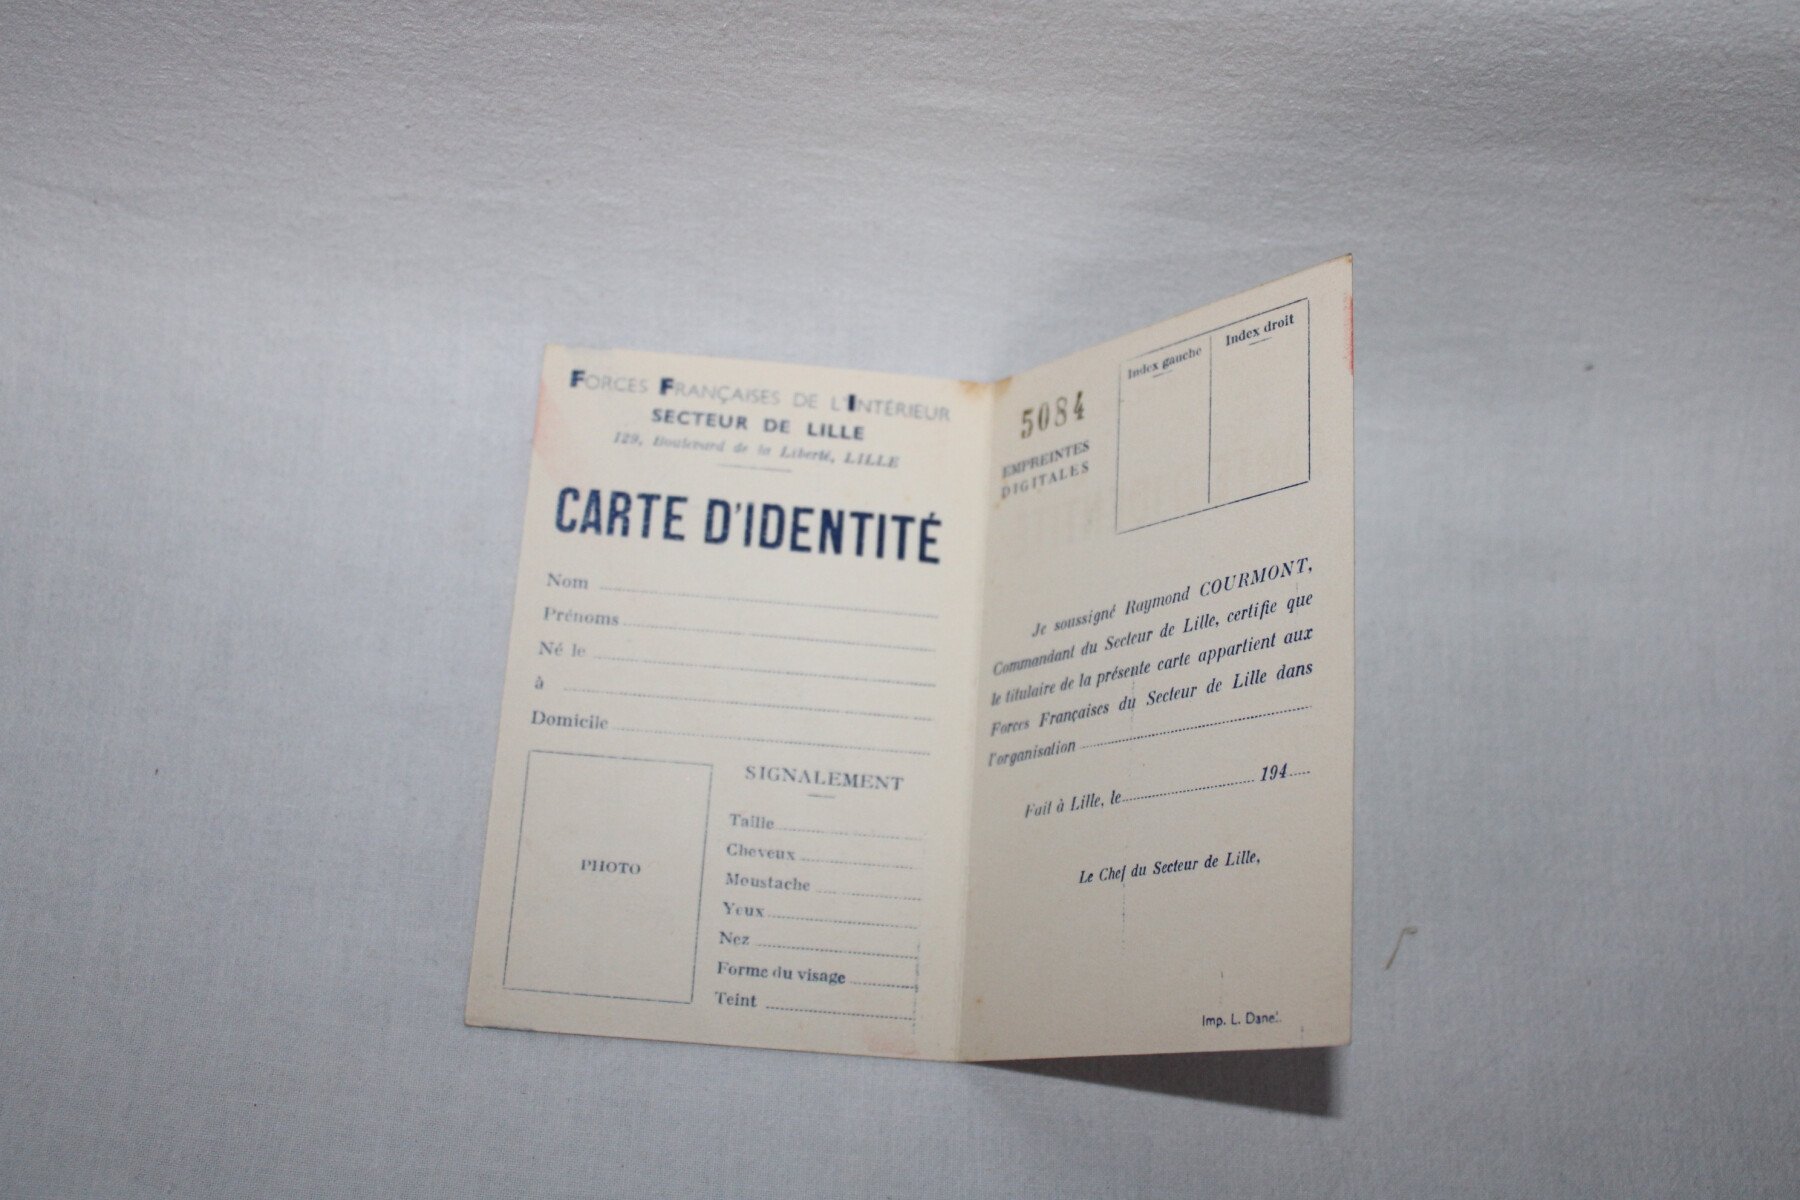 FORCES FRANÇAISES DE L'INTÉRIEUR
SECTEUR DE LILLE
129, Boulevard de la Liberté, LILLE
CARTE D'IDENTITÉ
Nom
Prénoms
Né le
à
Domicile
PHOTO
SIGNALEMENT
Taille
Cheveux
Moustache
Yeux
Nez
Forme du visage
Teint
5084
EMPREINTES
DIGITALES
Index gauche
Index droit
Je soussigné Raymond COURMONT,
Commandant du Secteur de Lille, certifie que
le titulaire de la présente carte appartient aux
Forces Françaises du Secteur de Lille dans
l'organisation
Fait à Lille, le 194
Le Chef du Secteur de Lille,
Imp. L. Danel.